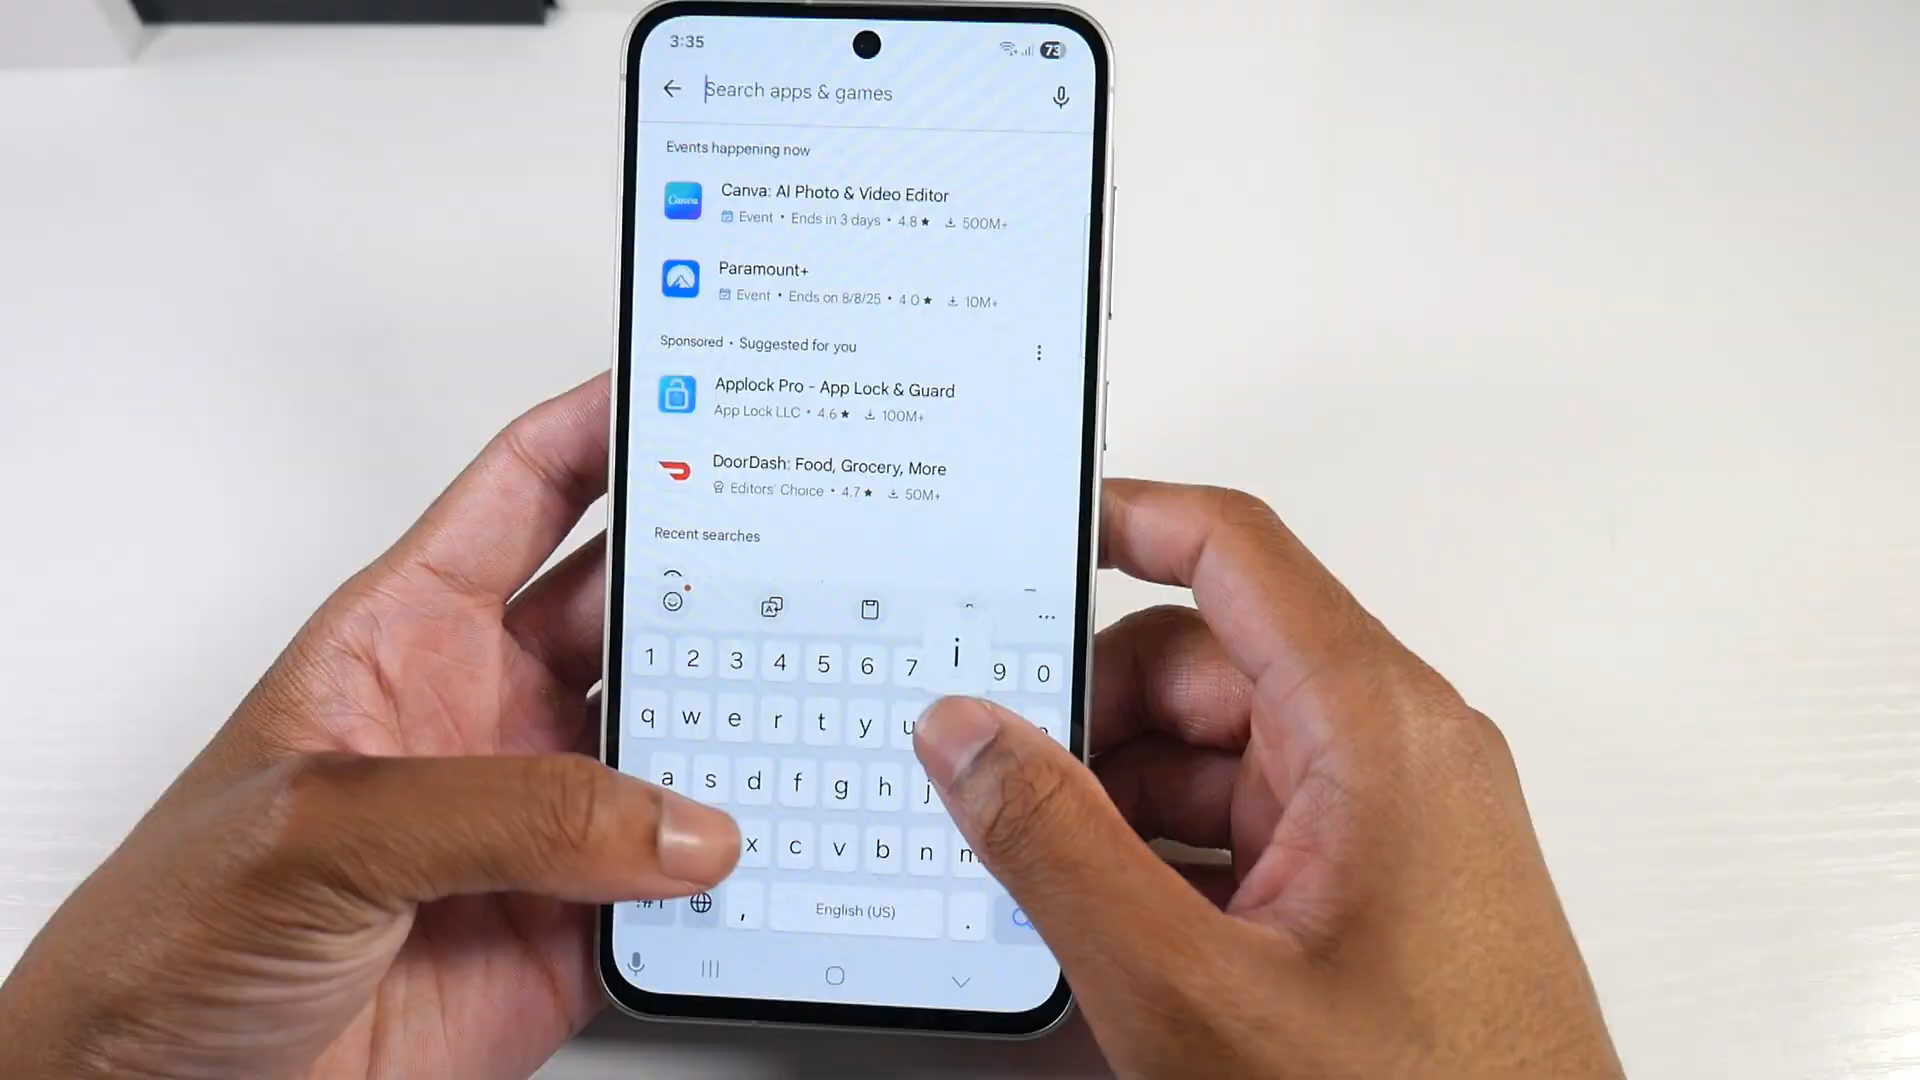 3:35
73
Search apps & games
Events happening now
Canva
Canva: AI Photo & Video Editor
Event • Ends in 3 days • 4.8 ★ 500M+
Paramount+
Event • Ends on 8/8/25 • 4.0 ★ 10M+
Sponsored • Suggested for you
Applock Pro - App Lock & Guard
App Lock LLC • 4.6 ★ 100M+
DoorDash: Food, Grocery, More
Editors' Choice • 4.7 ★ 50M+
Recent searches
i
1 2 3 4 5 6 7 9 0
q w e r t y u
a s d f g h j
x c v b n m
!#1 , English (US) .